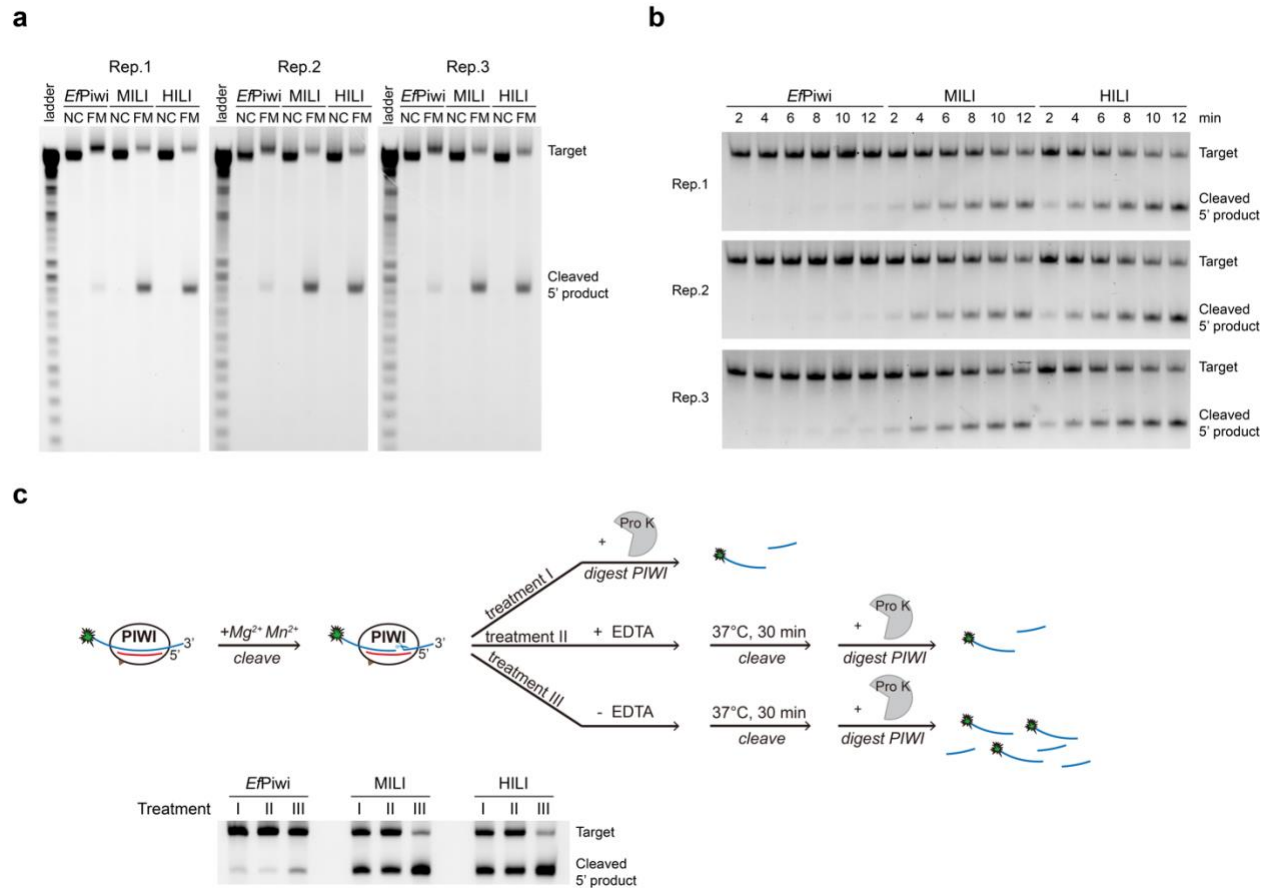 a
Rep.1 Rep.2 Rep.3
ladder EfPiwi MILI HILI ladder EfPiwi MILI HILI ladder EfPiwi MILI HILI
NC FM NC FM NC FM NC FM NC FM NC FM NC FM NC FM NC FM
Target
Cleaved
5' product
b
EfPiwi MILI HILI
2 4 6 8 10 12 2 4 6 8 10 12 2 4 6 8 10 12 min
Rep.1
Target
Cleaved
5' product
Rep.2
Target
Cleaved
5' product
Rep.3
Target
Cleaved
5' product
c
PIWI 3' 5'
+Mg²⁺ Mn²⁺
cleave
PIWI 3' 5'
treatment I
+ Pro K
digest PIWI
treatment II
+ EDTA
37°C, 30 min
cleave
+ Pro K
digest PIWI
treatment III
- EDTA
37°C, 30 min
cleave
+ Pro K
digest PIWI
EfPiwi MILI HILI
Treatment I II III I II III I II III
Target
Cleaved
5' product